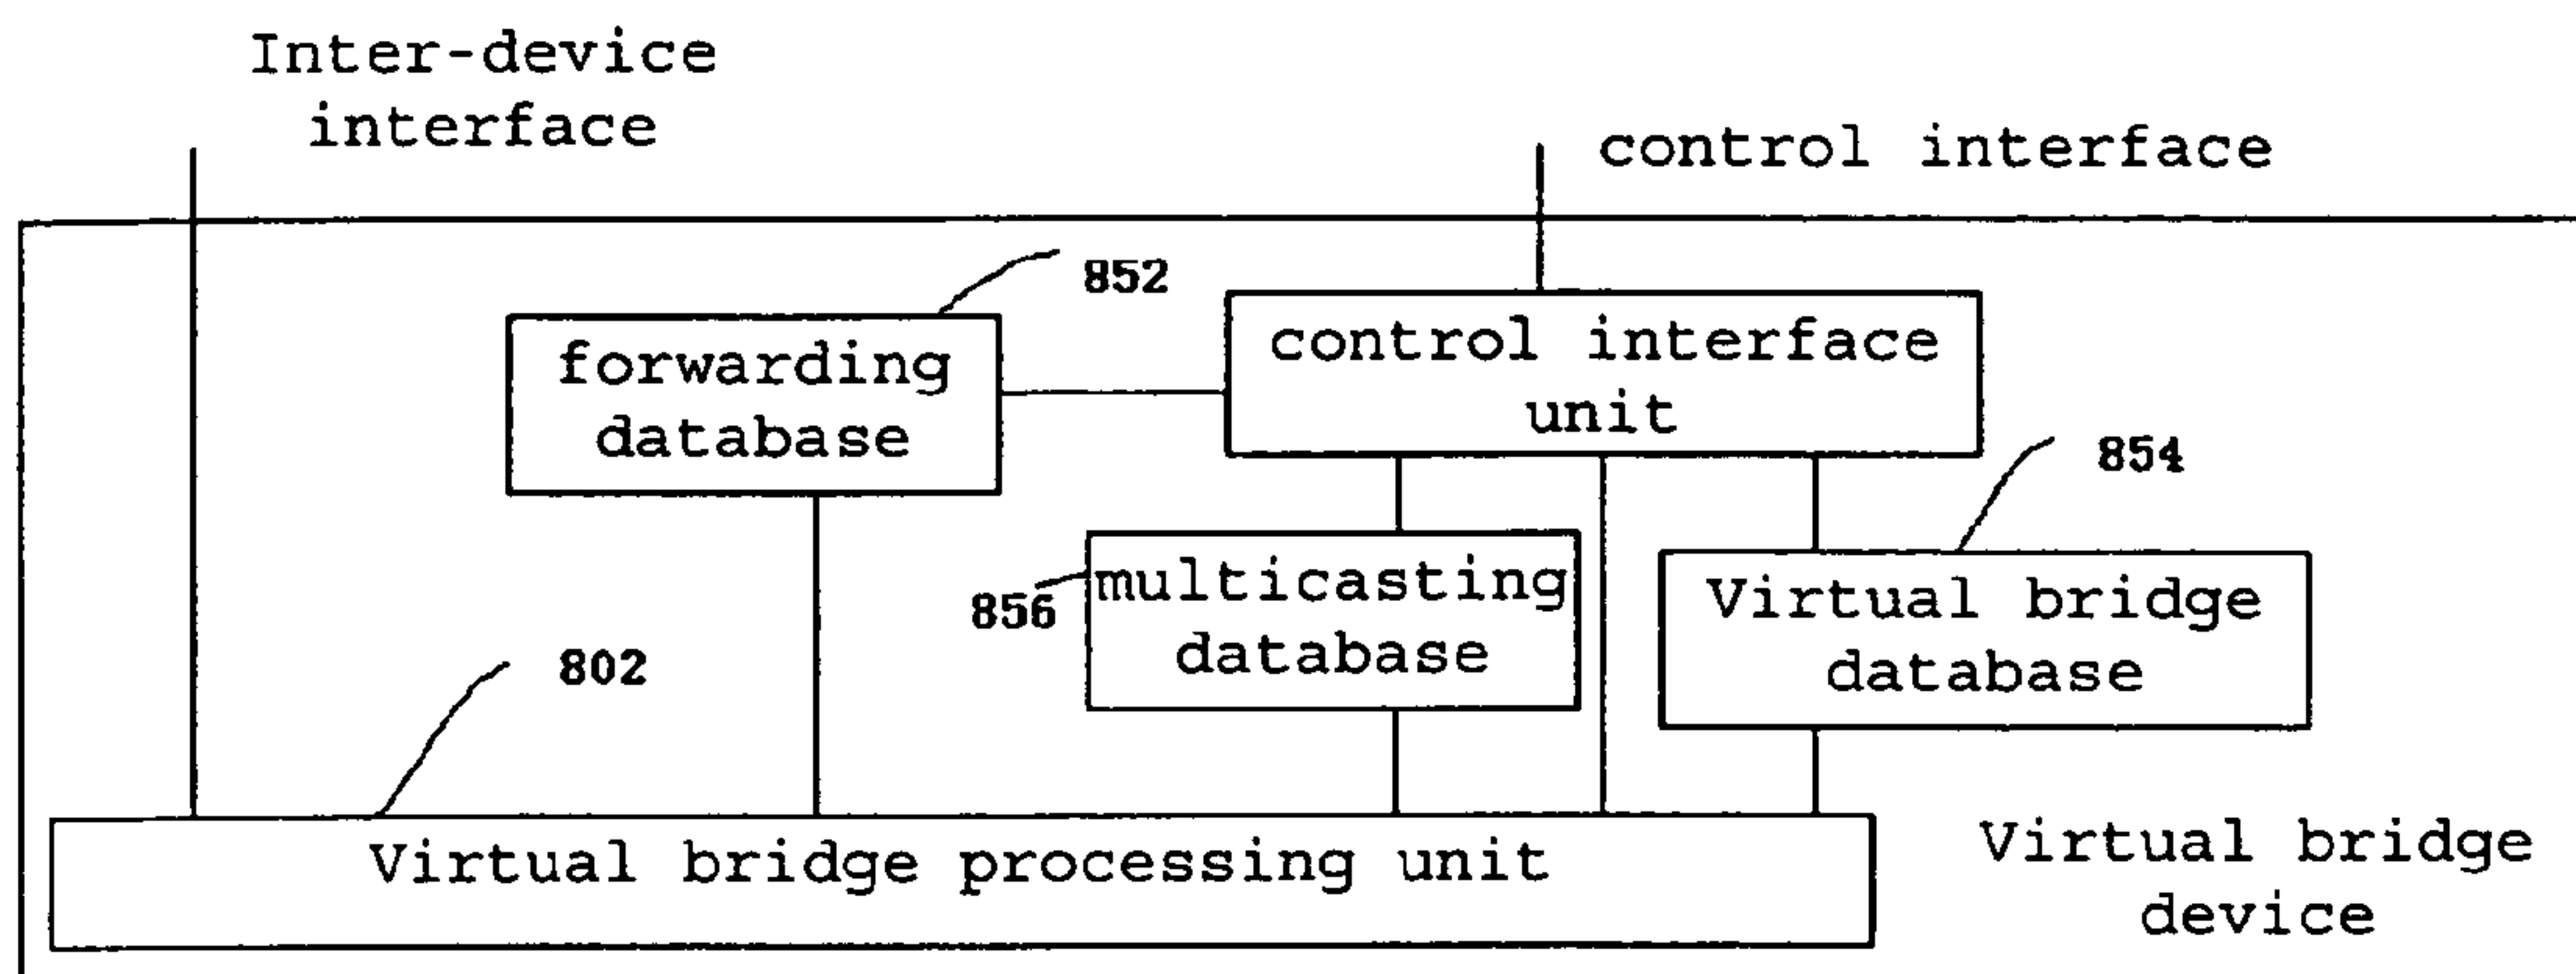 Inter-device
interface
control interface
852
forwarding
database
control interface
unit
854
856
multicasting
database
Virtual bridge
database
802
Virtual bridge processing unit
Virtual bridge
device